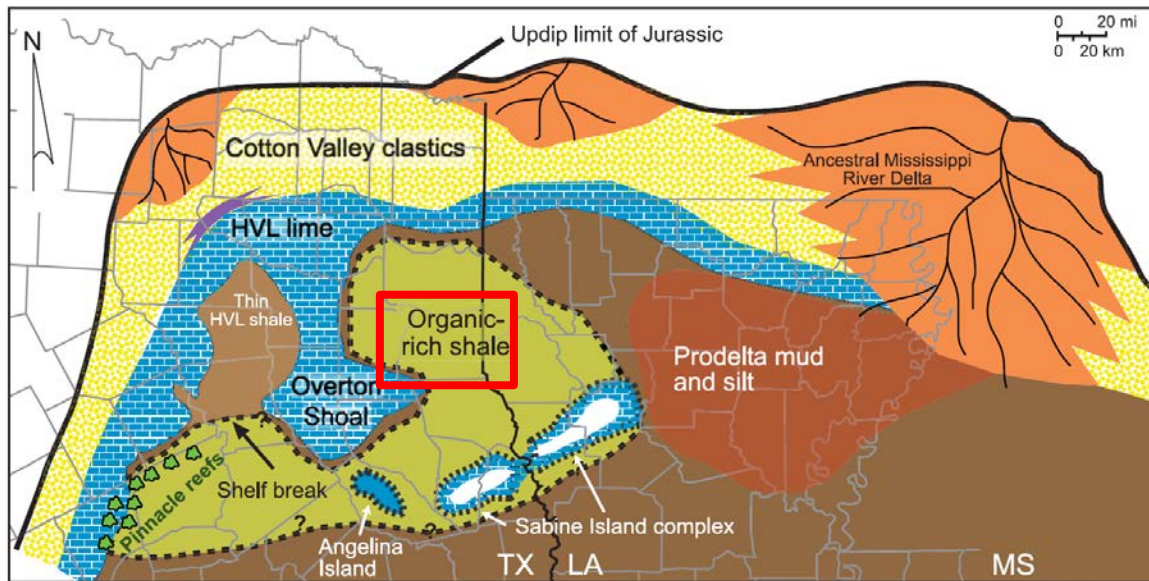 N
Updip limit of Jurassic
0 20 mi
0 20 km
Cotton Valley clastics
Ancestral Mississippi
River Delta
HVL lime
Thin
HVL shale
Organic-
rich shale
Prodelta mud
and silt
Overton
Shoal
?
Shelf break
Pinnacle reefs
?
?
Angelina
Island
Sabine Island complex
TX LA
MS